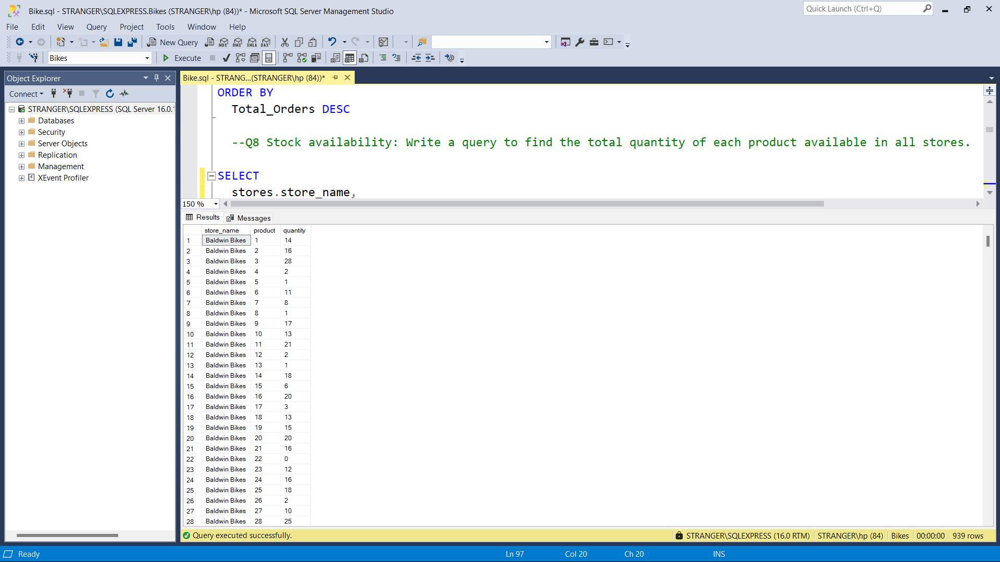 Bike.sql - STRANGER\SQLEXPRESS.Bikes (STRANGER\hp (84))* - Microsoft SQL Server Management Studio
Quick Launch (Ctrl+Q)
File Edit View Query Project Tools Window Help
New Query MDX DMX XMLA DAX
Bikes Execute
Object Explorer
Connect
STRANGER\SQLEXPRESS (SQL Server 16.0.
Databases
Security
Server Objects
Replication
Management
XEvent Profiler
Bike.sql - STRANG...(STRANGER\hp (84))*
ORDER BY
Total_Orders DESC
--Q8 Stock availability: Write a query to find the total quantity of each product available in all stores.
SELECT
stores.store_name,
150 %
Results Messages
store_name product quantity
1 Baldwin Bikes 1 14
2 Baldwin Bikes 2 16
3 Baldwin Bikes 3 28
4 Baldwin Bikes 4 2
5 Baldwin Bikes 5 1
6 Baldwin Bikes 6 11
7 Baldwin Bikes 7 8
8 Baldwin Bikes 8 1
9 Baldwin Bikes 9 17
10 Baldwin Bikes 10 13
11 Baldwin Bikes 11 21
12 Baldwin Bikes 12 2
13 Baldwin Bikes 13 1
14 Baldwin Bikes 14 18
15 Baldwin Bikes 15 6
16 Baldwin Bikes 16 20
17 Baldwin Bikes 17 3
18 Baldwin Bikes 18 13
19 Baldwin Bikes 19 15
20 Baldwin Bikes 20 20
21 Baldwin Bikes 21 16
22 Baldwin Bikes 22 0
23 Baldwin Bikes 23 12
24 Baldwin Bikes 24 16
25 Baldwin Bikes 25 18
26 Baldwin Bikes 26 2
27 Baldwin Bikes 27 10
28 Baldwin Bikes 28 25
Query executed successfully.
STRANGER\SQLEXPRESS (16.0 RTM) STRANGER\hp (84) Bikes 00:00:00 939 rows
Ready Ln 97 Col 20 Ch 20 INS